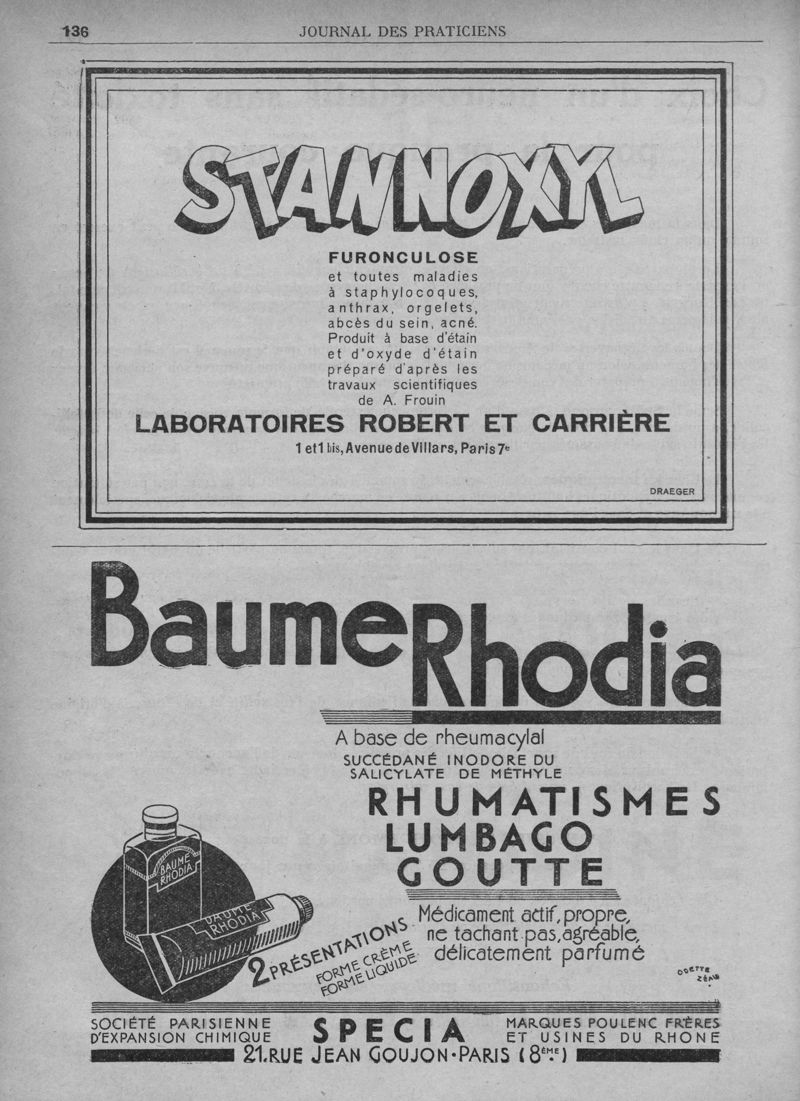 136
JOURNAL DES PRATICIENS
STANNOXYL
FURONCULOSE
et toutes maladies
à staphylocoques,
anthrax, orgelets,
abcès du sein, acné.
Produit à base d'étain
et d'oxyde d'étain
préparé d'après les
travaux scientifiques
de A. Frouin
LABORATOIRES ROBERT ET CARRIÈRE
1 et 1 bis, Avenue de Villars, Paris 7e
DRAEGER
Baume Rhodia
A base de rheumacylal
SUCCÉDANÉ INODORE DU
SALICYLATE DE MÉTHYLE
RHUMATISMES
LUMBAGO
GOUTTE
BAUME
RHODIA
BAUME
RHODIA
2 PRÉSENTATIONS
FORME CRÈME
FORME LIQUIDE
Médicament actif, propre,
ne tachant pas, agréable,
délicatement parfumé
ODETTE
SOCIÉTÉ PARISIENNE
D'EXPANSION CHIMIQUE
SPECIA
MARQUES POULENC FRÈRES
ET USINES DU RHONE
21. RUE JEAN GOUJON • PARIS (8ÈME)